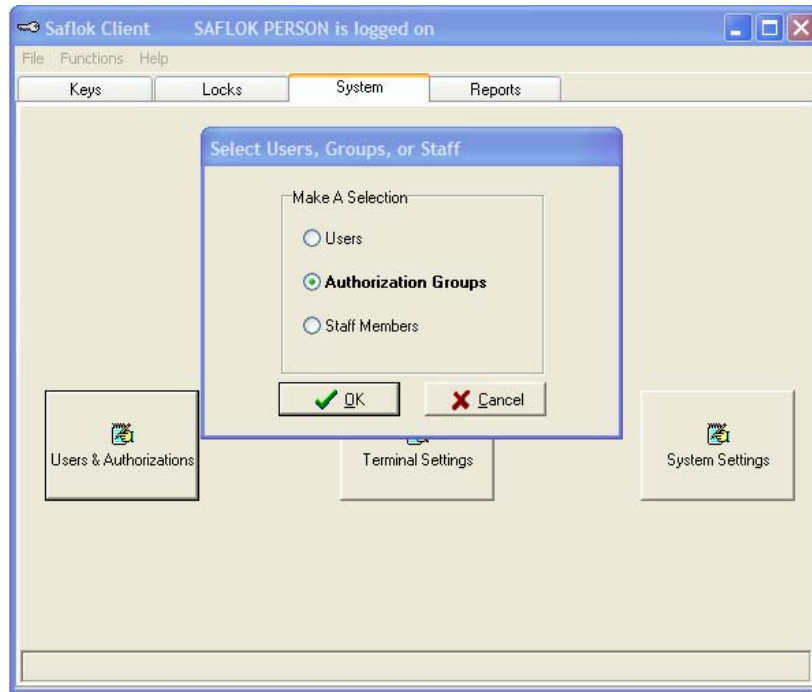 Saflok Client SAFLOK PERSON is logged on
File Functions Help
Keys Locks System Reports
Select Users, Groups, or Staff
Make A Selection
Users
Authorization Groups
Staff Members
OK Cancel
Users & Authorizations Terminal Settings System Settings